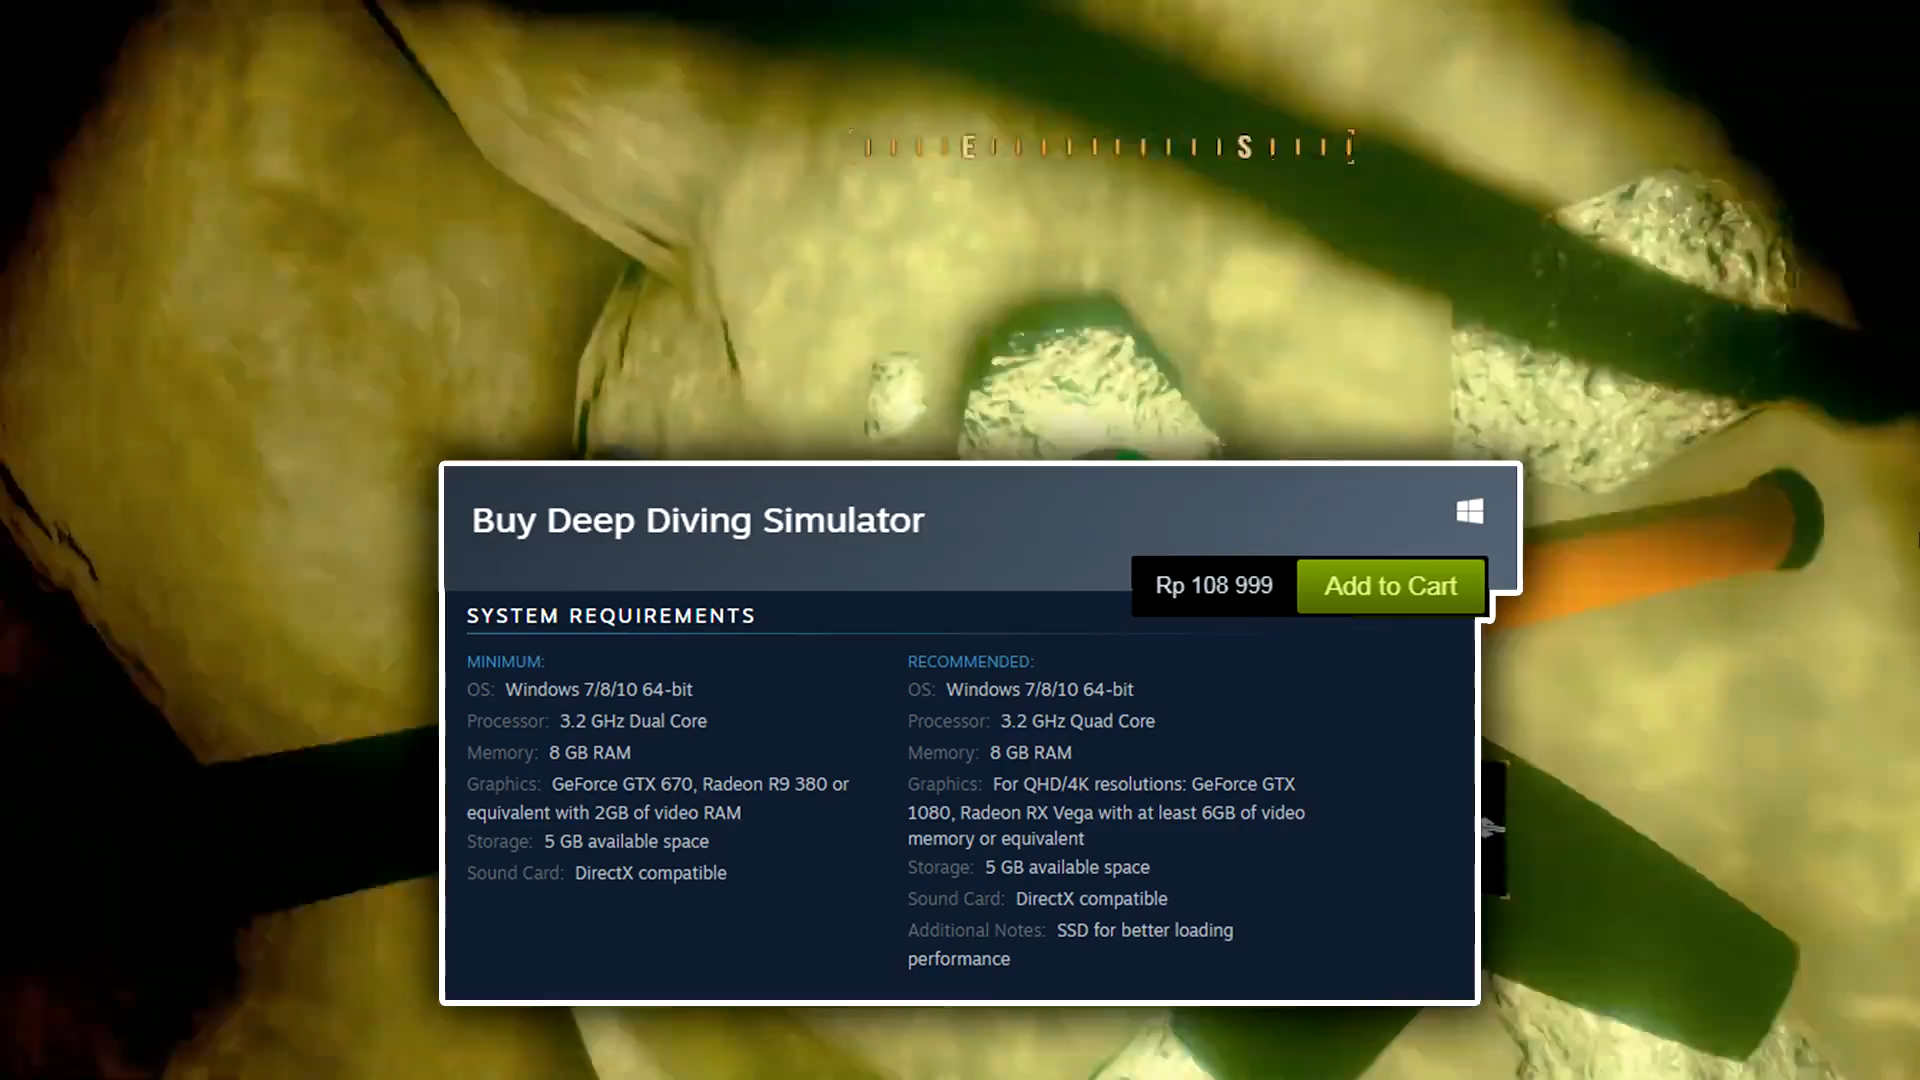 E S
Buy Deep Diving Simulator
Rp 108 999 Add to Cart
SYSTEM REQUIREMENTS
MINIMUM:
OS: Windows 7/8/10 64-bit
Processor: 3.2 GHz Dual Core
Memory: 8 GB RAM
Graphics: GeForce GTX 670, Radeon R9 380 or
equivalent with 2GB of video RAM
Storage: 5 GB available space
Sound Card: DirectX compatible
RECOMMENDED:
OS: Windows 7/8/10 64-bit
Processor: 3.2 GHz Quad Core
Memory: 8 GB RAM
Graphics: For QHD/4K resolutions: GeForce GTX
1080, Radeon RX Vega with at least 6GB of video
memory or equivalent
Storage: 5 GB available space
Sound Card: DirectX compatible
Additional Notes: SSD for better loading
performance